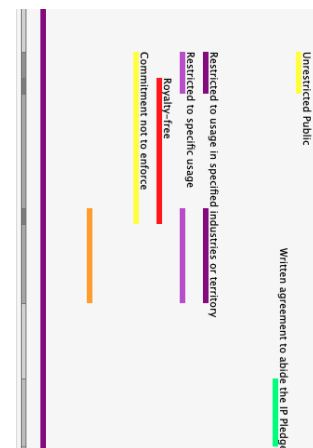 Unrestricted Public
Written agreement to abide the IP Pledge
Restricted to usage in specified industries or territory
Restricted to specific usage
Royalty-free
Commitment not to enforce